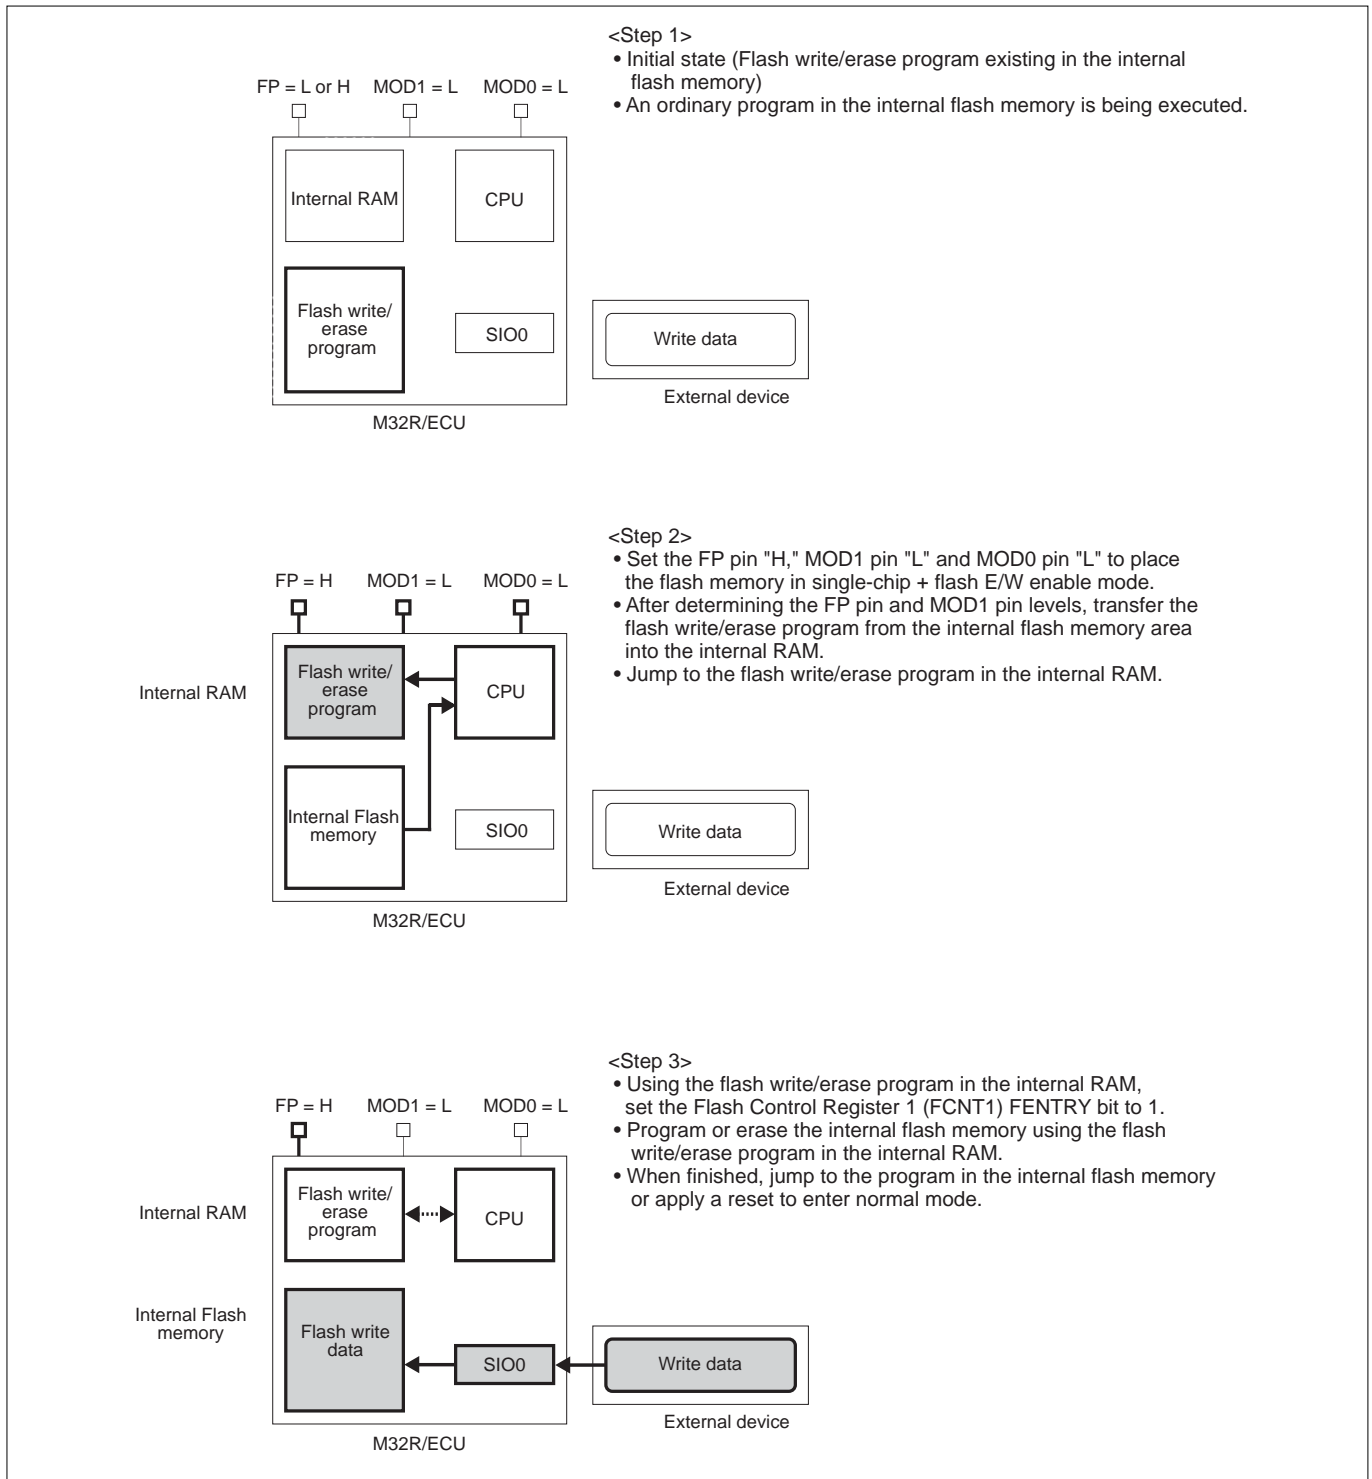 <Step 1>
• Initial state (Flash write/erase program existing in the internal
flash memory)
• An ordinary program in the internal flash memory is being executed.
FP = L or H MOD1 = L MOD0 = L
Internal RAM
CPU
Flash write/
erase
program
SIO0
Write data
External device
M32R/ECU
<Step 2>
• Set the FP pin "H," MOD1 pin "L" and MOD0 pin "L" to place
the flash memory in single-chip + flash E/W enable mode.
• After determining the FP pin and MOD1 pin levels, transfer the
flash write/erase program from the internal flash memory area
into the internal RAM.
• Jump to the flash write/erase program in the internal RAM.
FP = H MOD1 = L MOD0 = L
Internal RAM
Flash write/
erase
program
CPU
Internal Flash
memory
SIO0
Write data
External device
M32R/ECU
<Step 3>
• Using the flash write/erase program in the internal RAM,
set the Flash Control Register 1 (FCNT1) FENTRY bit to 1.
• Program or erase the internal flash memory using the flash
write/erase program in the internal RAM.
• When finished, jump to the program in the internal flash memory
or apply a reset to enter normal mode.
FP = H MOD1 = L MOD0 = L
Internal RAM
Flash write/
erase
program
CPU
Internal Flash
memory
Flash write
data
SIO0
Write data
External device
M32R/ECU